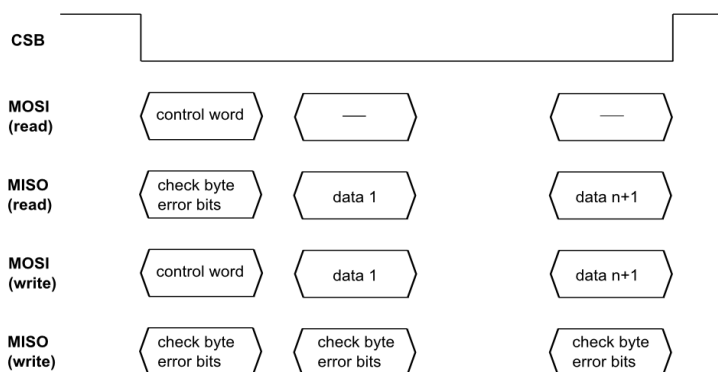 CSB
MOSI
(read)
control word
—
—
MISO
(read)
check byte
error bits
data 1
data n+1
MOSI
(write)
control word
data 1
data n+1
MISO
(write)
check byte
error bits
check byte
error bits
check byte
error bits